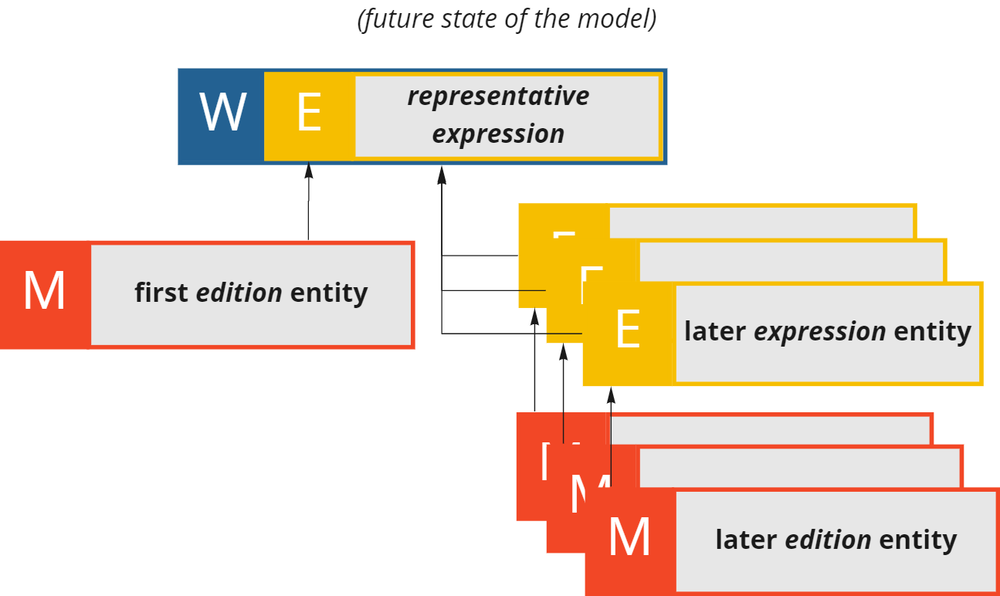 (future state of the model)
W E representative
expression
M first edition entity
E later expression entity
M
M later edition entity